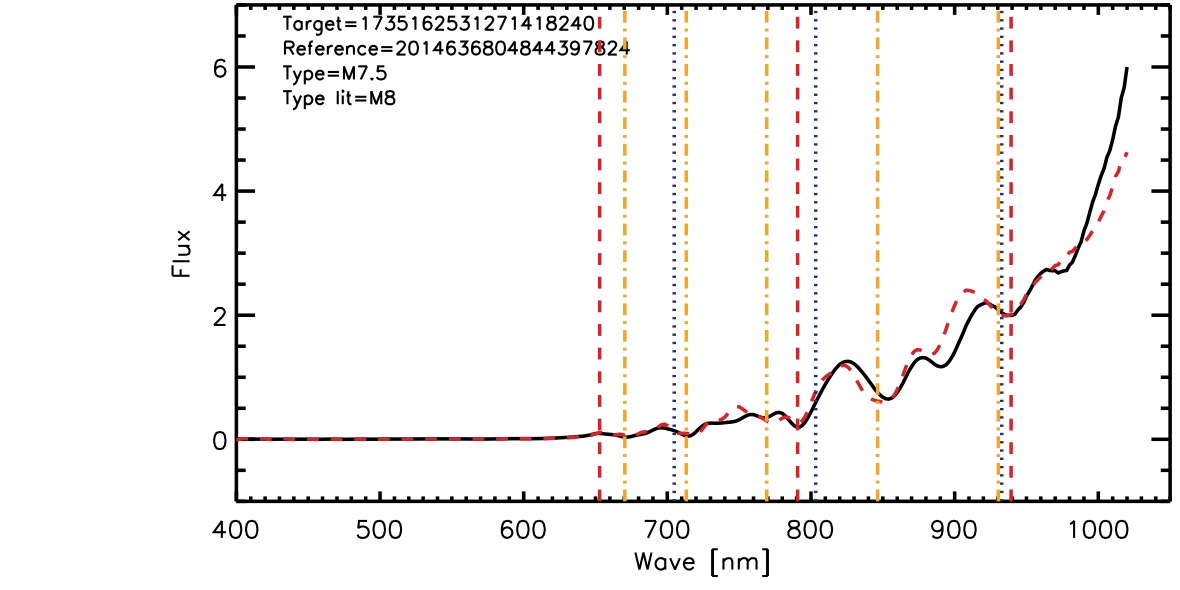 Target=1735162531271418240
Reference=2014636804844397824
Type=M7.5
Type lit=M8
6
4
2
0
Flux
400 500 600 700 800 900 1000
Wave [nm]